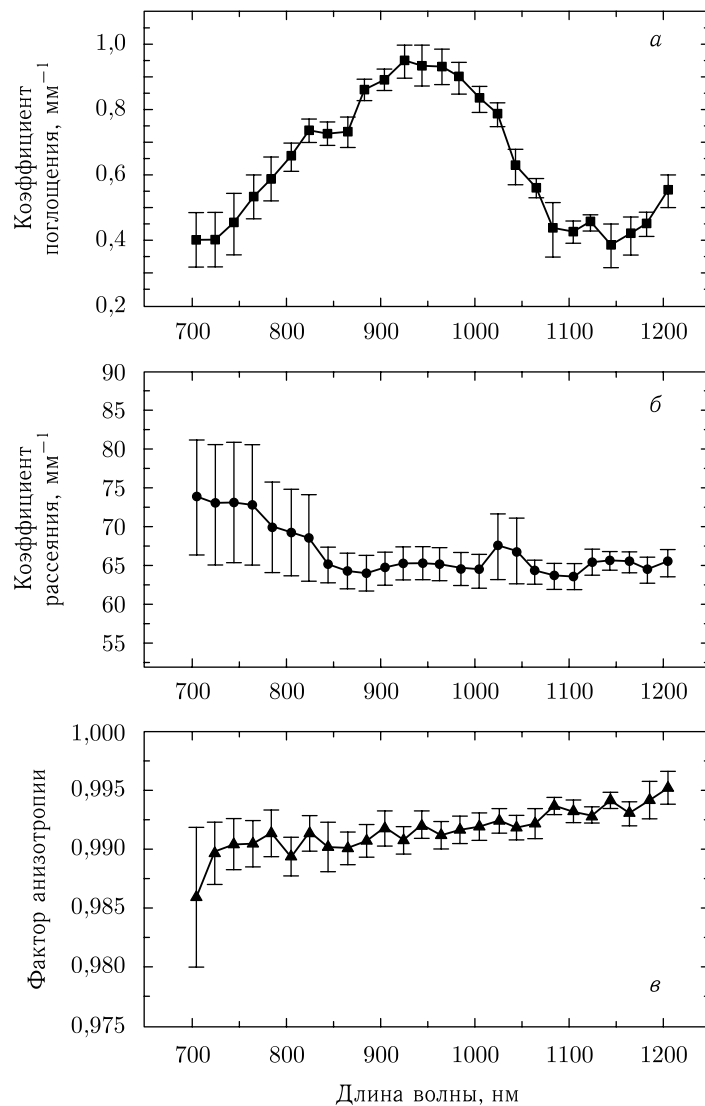 Коэффициент
поглощения, мм⁻¹
1,0
0,8
0,6
0,4
0,2
а
700 800 900 1000 1100 1200
Коэффициент
рассеяния, мм⁻¹
90
85
80
75
70
65
60
55
б
700 800 900 1000 1100 1200
Фактор анизотропии
1,000
0,995
0,990
0,985
0,980
0,975
в
700 800 900 1000 1100 1200
Длина волны, нм